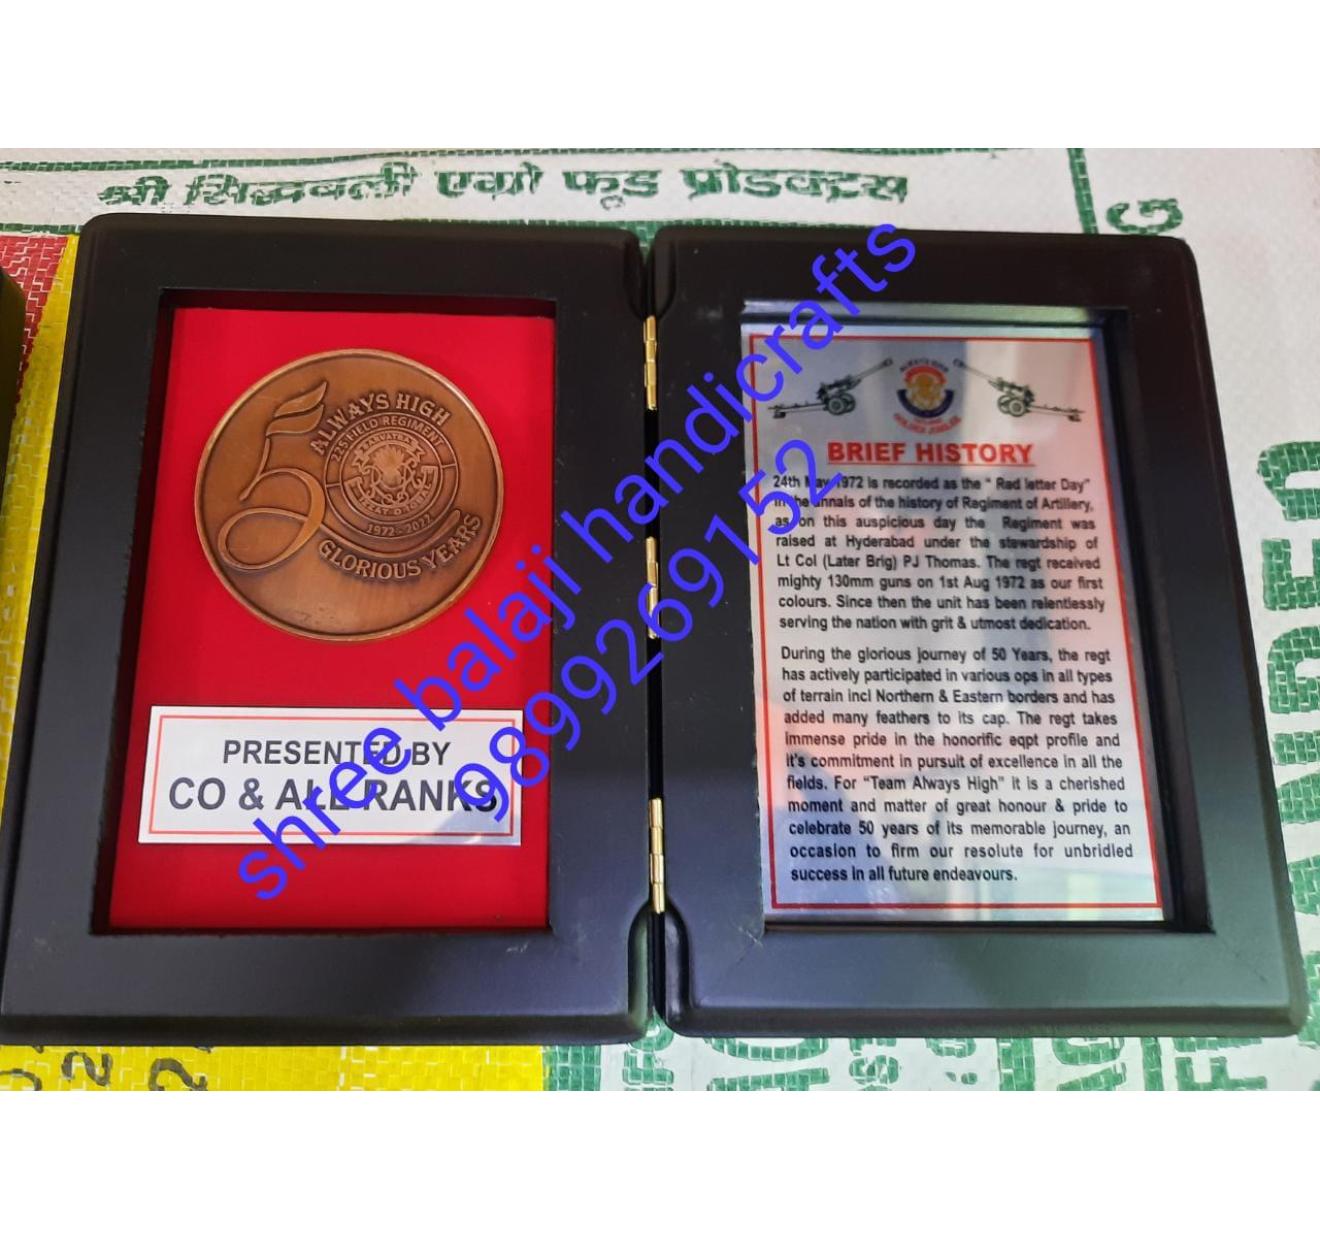 श्री सिद्धबली एग्रो फूड प्रोडक्ट्स
ALWAYS HIGH
225 FIELD REGIMENT
SARVATRA
IZZAT O IQBAL
1972-2022
50
GLORIOUS YEARS
PRESENTED BY
CO & ALL RANKS
ALWAYS HIGH
GOLDEN JUBILEE
BRIEF HISTORY
24th May 1972 is recorded as the “ Red letter Day”
in the annals of the history of Regiment of Artillery,
as on this auspicious day the Regiment was
raised at Hyderabad under the stewardship of
Lt Col (Later Brig) PJ Thomas. The regt received
mighty 130mm guns on 1st Aug 1972 as our first
colours. Since then the unit has been relentlessly
serving the nation with grit & utmost dedication.
During the glorious journey of 50 Years, the regt
has actively participated in various ops in all types
of terrain incl Northern & Eastern borders and has
added many feathers to its cap. The regt takes
immense pride in the honorific eqpt profile and
it's commitment in pursuit of excellence in all the
fields. For “Team Always High” it is a cherished
moment and matter of great honour & pride to
celebrate 50 years of its memorable journey, an
occasion to firm our resolute for unbridled
success in all future endeavours.
shree balaji handicrafts
9899269152